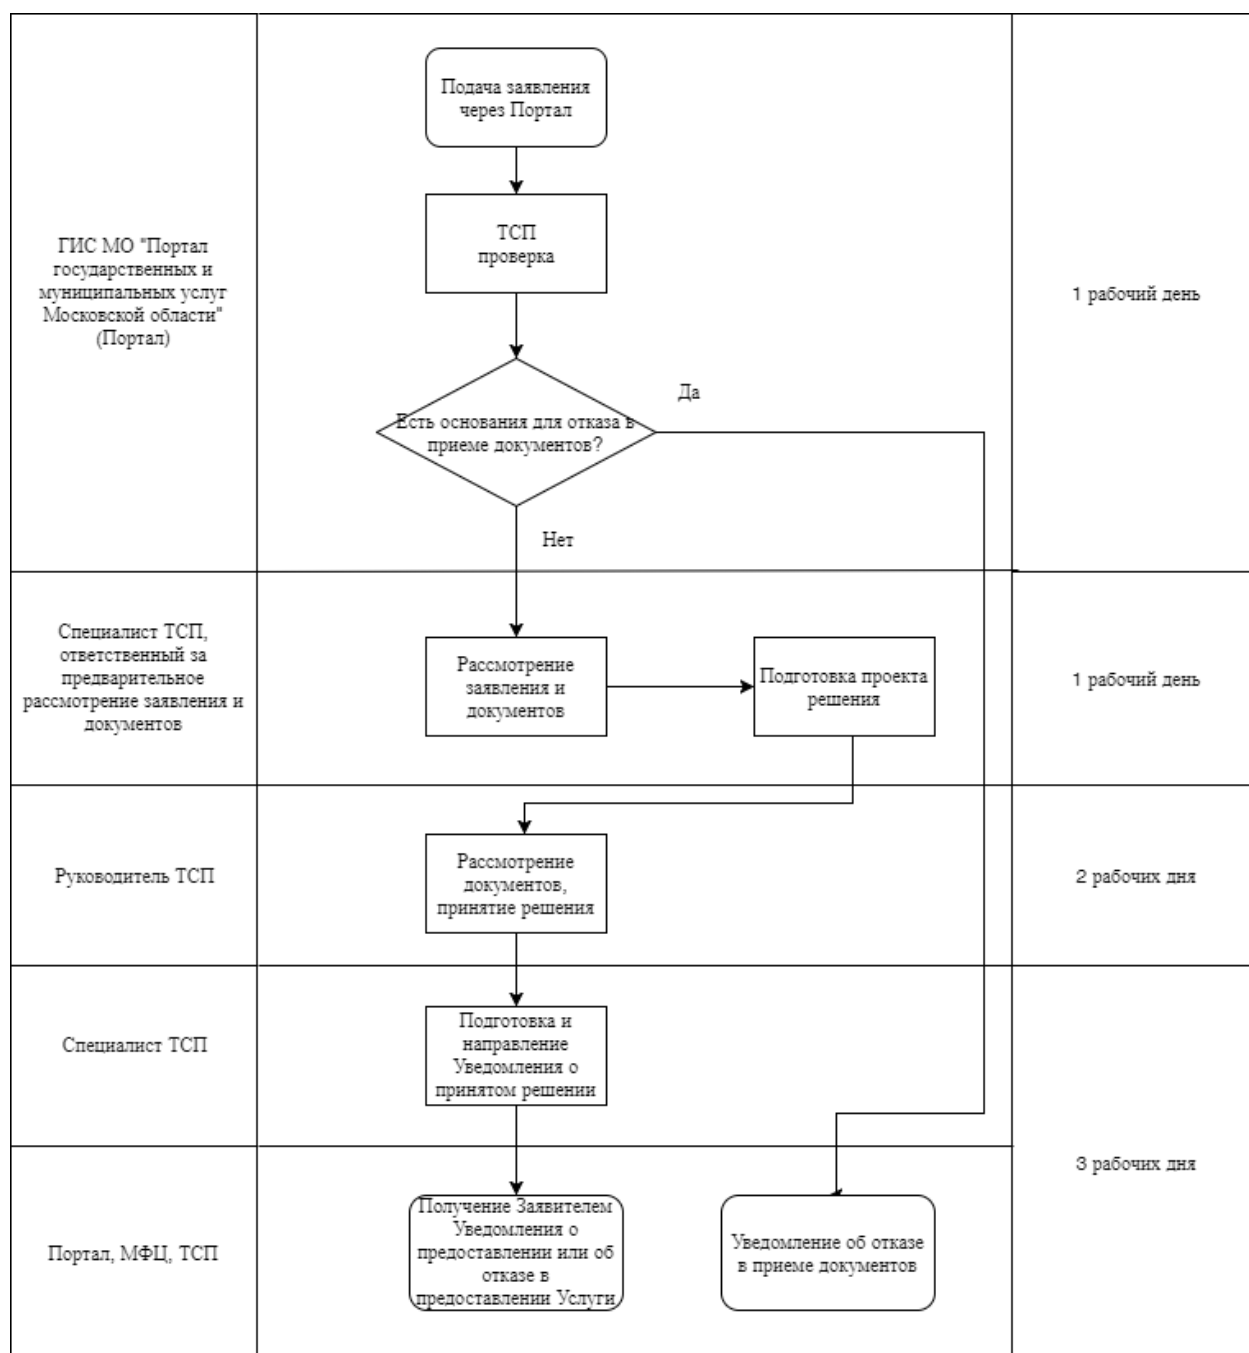 Подача заявления
через Портал
ТСП
проверка
ГИС МО "Портал
государственных и
муниципальных услуг
Московской области"
(Портал)
1 рабочий день
Да
Есть основания для отказа в
приеме документов?
Нет
Специалист ТСП,
ответственный за
предварительное
рассмотрение заявления и
документов
Рассмотрение
заявления и
документов
Подготовка проекта
решения
1 рабочий день
Руководитель ТСП
Рассмотрение
документов,
принятие решения
2 рабочих дня
Специалист ТСП
Подготовка и
направление
Уведомления о
принятом решении
3 рабочих дня
Портал, МФЦ, ТСП
Получение Заявителем
Уведомления о
предоставлении или об
отказе в
предоставлении Услуги
Уведомление об отказе
в приеме документов